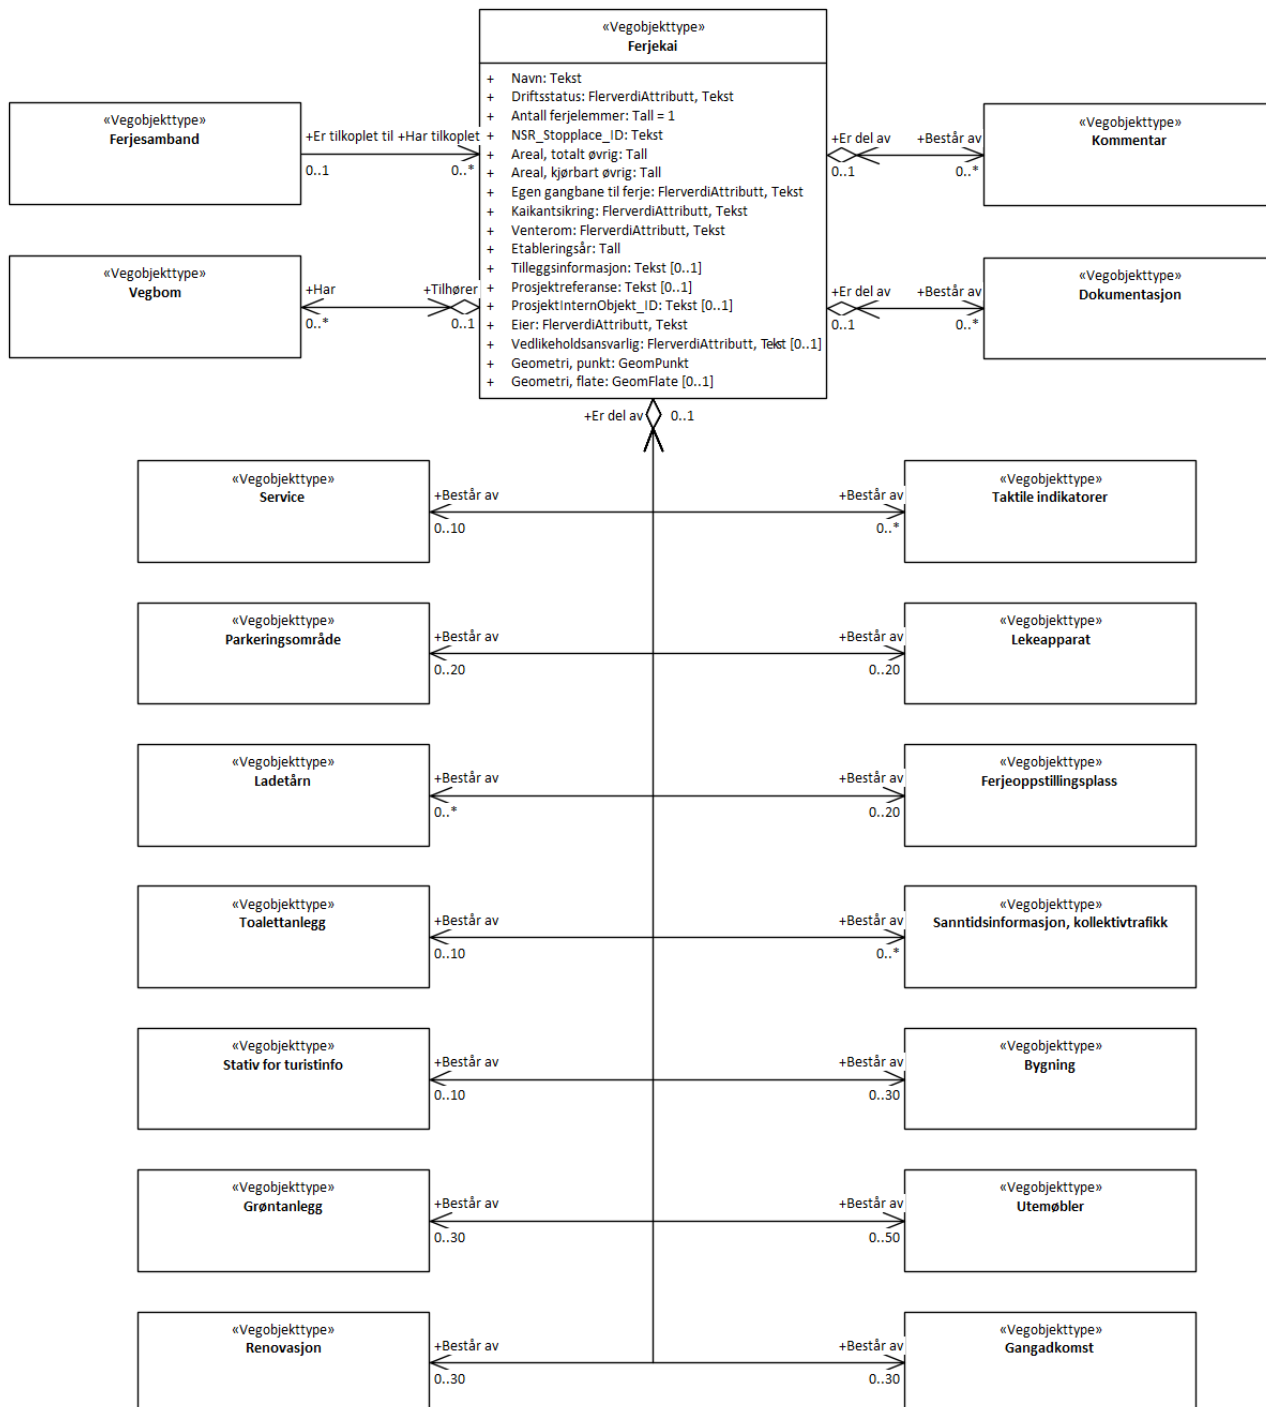 «Vegobjekttype»
Ferjekai
+ Navn: Tekst
+ Driftsstatus: FlerverdiAttributt, Tekst
+ Antall ferjelemmer: Tall = 1
+ NSR_Stopplace_ID: Tekst
+ Areal, totalt øvrig: Tall
+ Areal, kjørbart øvrig: Tall
+ Egen gangbane til ferje: FlerverdiAttributt, Tekst
+ Kaikantsikring: FlerverdiAttributt, Tekst
+ Venterom: FlerverdiAttributt, Tekst
+ Etableringsår: Tall
+ Tilleggsinformasjon: Tekst [0..1]
+ Prosjektreferanse: Tekst [0..1]
+ ProsjektInternObjekt_ID: Tekst [0..1]
+ Eier: FlerverdiAttributt, Tekst
+ Vedlikeholdsansvarlig: FlerverdiAttributt, Tekst [0..1]
+ Geometri, punkt: GeomPunkt
+ Geometri, flate: GeomFlate [0..1]
«Vegobjekttype»
Ferjesamband
+Er tilkoplet til +Har tilkoplet
0..1 0..*
«Vegobjekttype»
Vegbom
+Har +Tilhører
0..* 0..1
+Er del av +Består av
0..1 0..*
«Vegobjekttype»
Kommentar
+Er del av +Består av
0..1 0..*
«Vegobjekttype»
Dokumentasjon
+Er del av 0..1
«Vegobjekttype»
Service
+Består av
0..10
+Består av
0..*
«Vegobjekttype»
Taktile indikatorer
«Vegobjekttype»
Parkeringsområde
+Består av
0..20
+Består av
0..20
«Vegobjekttype»
Lekeapparat
«Vegobjekttype»
Ladetårn
+Består av
0..*
+Består av
0..20
«Vegobjekttype»
Ferjeoppstillingsplass
«Vegobjekttype»
Toalettanlegg
+Består av
0..10
+Består av
0..*
«Vegobjekttype»
Sanntidsinformasjon, kollektivtrafikk
«Vegobjekttype»
Stativ for turistinfo
+Består av
0..10
+Består av
0..30
«Vegobjekttype»
Bygning
«Vegobjekttype»
Grøntanlegg
+Består av
0..30
+Består av
0..50
«Vegobjekttype»
Utemøbler
«Vegobjekttype»
Renovasjon
+Består av
0..30
+Består av
0..30
«Vegobjekttype»
Gangadkomst